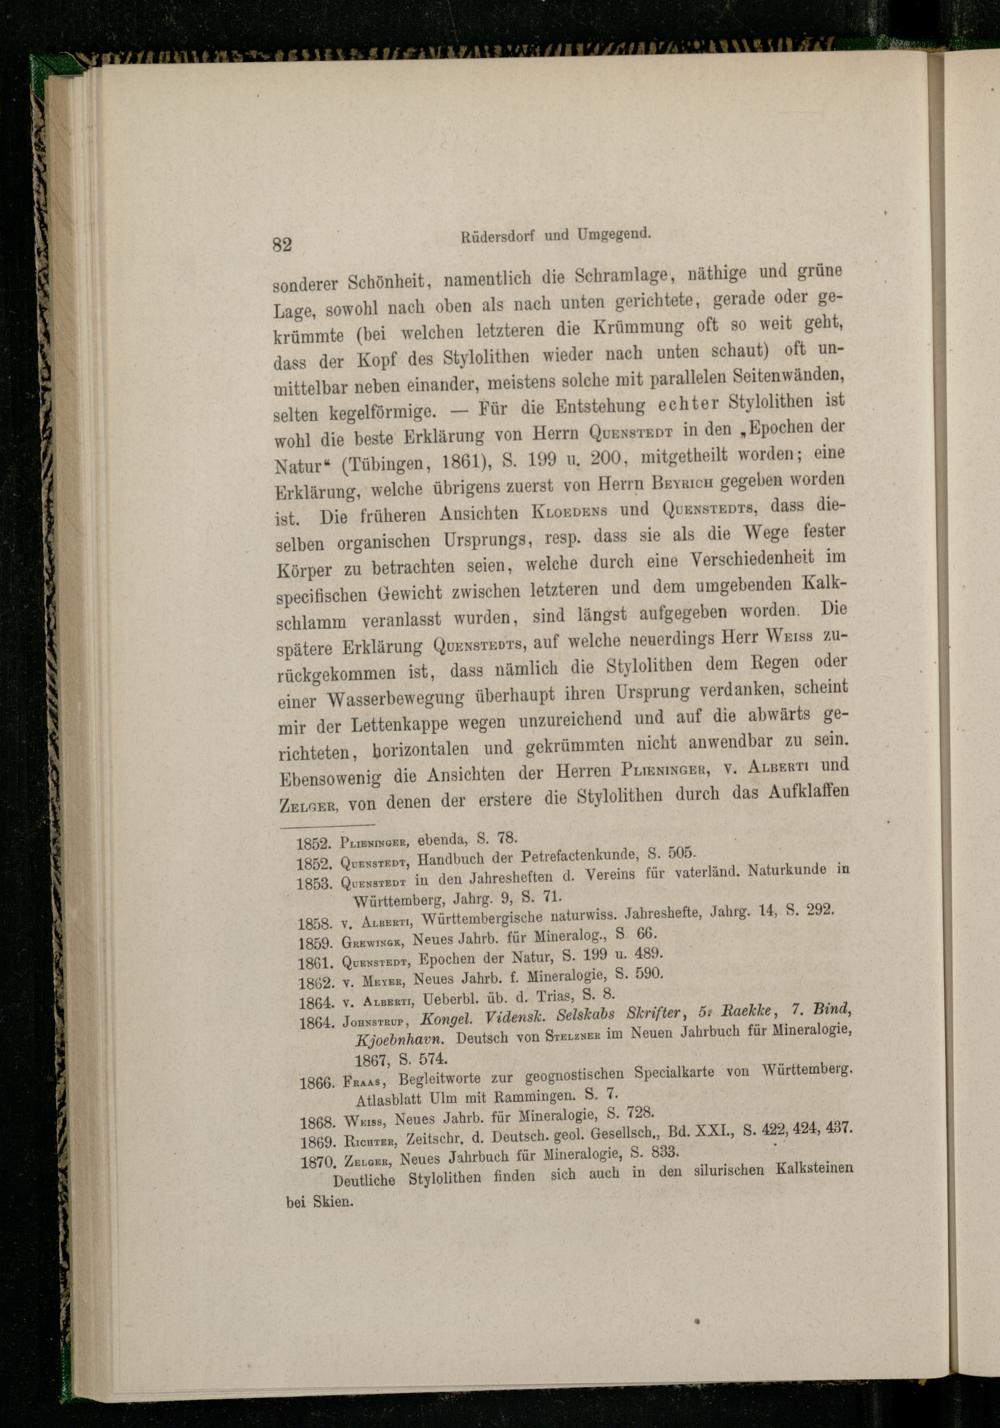 82
Rüdersdorf und Umgegend.
sonderer Schönheit, namentlich die Schramlage, näthige und grüne
Lage, sowohl nach oben als nach unten gerichtete, gerade oder ge-
krümmte (bei welchen letzteren die Krümmung oft so weit geht,
dass der Kopf des Stylolithen wieder nach unten schaut) oft un-
mittelbar neben einander, meistens solche mit parallelen Seitenwänden,
selten kegelförmige. — Für die Entstehung echter Stylolithen ist
wohl die beste Erklärung von Herrn QUENSTEDT in den „Epochen der
Natur“ (Tübingen, 1861), S. 199 u. 200, mitgetheilt worden; eine
Erklärung, welche übrigens zuerst von Herrn BEYRICH gegeben worden
ist. Die früheren Ansichten KLOEDENS und QUENSTEDTS, dass die-
selben organischen Ursprungs, resp. dass sie als die Wege fester
Körper zu betrachten seien, welche durch eine Verschiedenheit im
specifischen Gewicht zwischen letzteren und dem umgebenden Kalk-
schlamm veranlasst wurden, sind längst aufgegeben worden. Die
spätere Erklärung QUENSTEDTS, auf welche neuerdings Herr WEISS zu-
rückgekommen ist, dass nämlich die Stylolithen dem Regen oder
einer Wasserbewegung überhaupt ihren Ursprung verdanken, scheint
mir der Lettenkappe wegen unzureichend und auf die abwärts ge-
richteten, horizontalen und gekrümmten nicht anwendbar zu sein.
Ebensowenig die Ansichten der Herren PLIENINGER, v. ALBERTI und
ZELGER, von denen der erstere die Stylolithen durch das Aufklaffen
1852. PLIENINGER, ebenda, S. 78.
1852. QUENSTEDT, Handbuch der Petrefactenkunde, S. 505.
1853. QUENSTEDT in den Jahresheften d. Vereins für vaterländ. Naturkunde in
Württemberg, Jahrg. 9, S. 71.
1858. v. ALBERTI, Württembergische naturwiss. Jahreshefte, Jahrg. 14, S. 292.
1859. GREWINGK, Neues Jahrb. für Mineralog., S 66.
1861. QUENSTEDT, Epochen der Natur, S. 199 u. 489.
1862. v. MEYER, Neues Jahrb. f. Mineralogie, S. 590.
1864. v. ALBERTI, Ueberbl. üb. d. Trias, S. 8.
1864. JOHNSTRUP, Kongel. Vidensk. Selskabs Skrifter, 5. Raekke, 7. Bind,
Kjoebnhavn. Deutsch von STELZNER im Neuen Jahrbuch für Mineralogie,
1867, S. 574.
1866. FRAAS, Begleitworte zur geognostischen Specialkarte von Württemberg.
Atlasblatt Ulm mit Rammingen. S. 7.
1868. WEISS, Neues Jahrb. für Mineralogie, S. 728.
1869. RICHTER, Zeitschr. d. Deutsch. geol. Gesellsch., Bd. XXI., S. 422, 424, 437.
1870. ZELGER, Neues Jahrbuch für Mineralogie, S. 833.
Deutliche Stylolithen finden sich auch in den silurischen Kalksteinen
bei Skien.